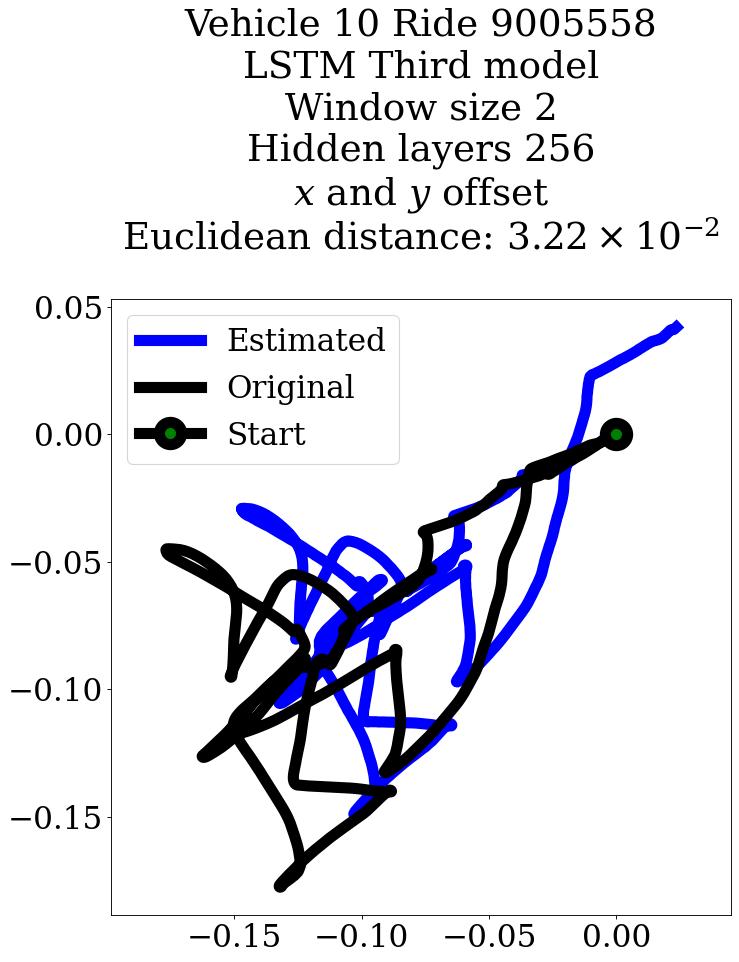 Vehicle 10 Ride 9005558
LSTM Third model
Window size 2
Hidden layers 256
x and y offset
Euclidean distance: 3.22 × 10⁻²
Estimated
Original
Start
0.05
0.00
−0.05
−0.10
−0.15
−0.15 −0.10 −0.05 0.00